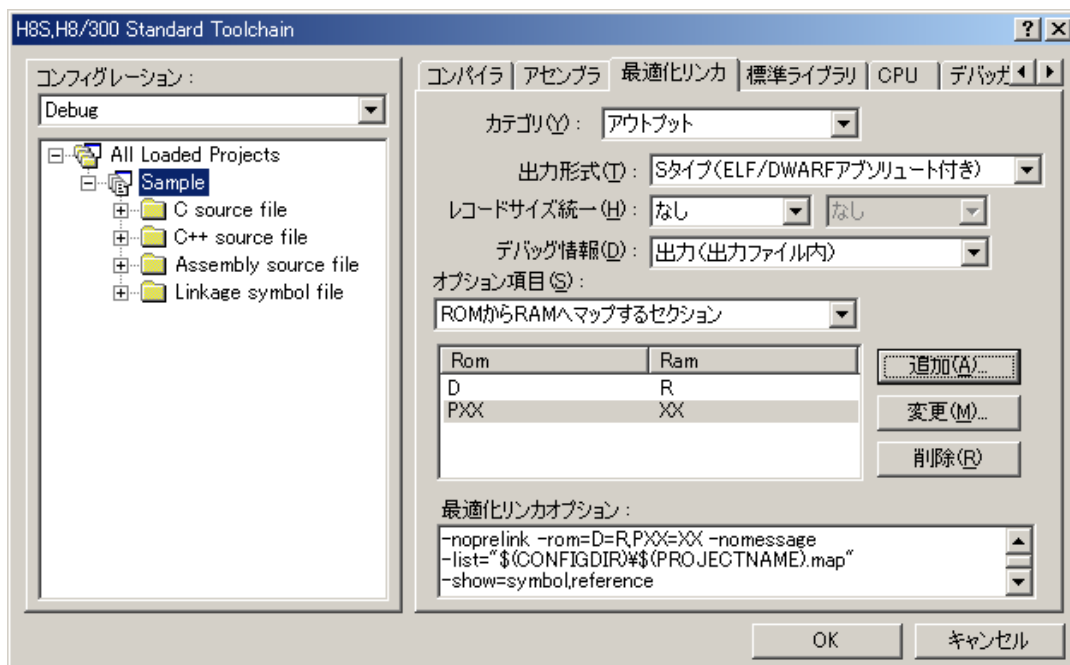 H8S,H8/300 Standard Toolchain
コンフィグレーション :
Debug
All Loaded Projects
Sample
C source file
C++ source file
Assembly source file
Linkage symbol file
コンパイラ アセンブラ 最適化リンカ 標準ライブラリ CPU デバッガ
カテゴリ(Y) : アウトプット
出力形式(T) : Sタイプ(ELF/DWARFアブソリュート付き)
レコードサイズ統一(H) : なし なし
デバッグ情報(D) : 出力(出力ファイル内)
オプション項目(S) :
ROMからRAMへマップするセクション
Rom Ram
D R
PXX XX
追加(A)...
変更(M)...
削除(R)
最適化リンカオプション :
-noprelink -rom=D=R,PXX=XX -nomessage
-list="$(CONFIGDIR)¥$(PROJECTNAME).map"
-show=symbol,reference
OK キャンセル